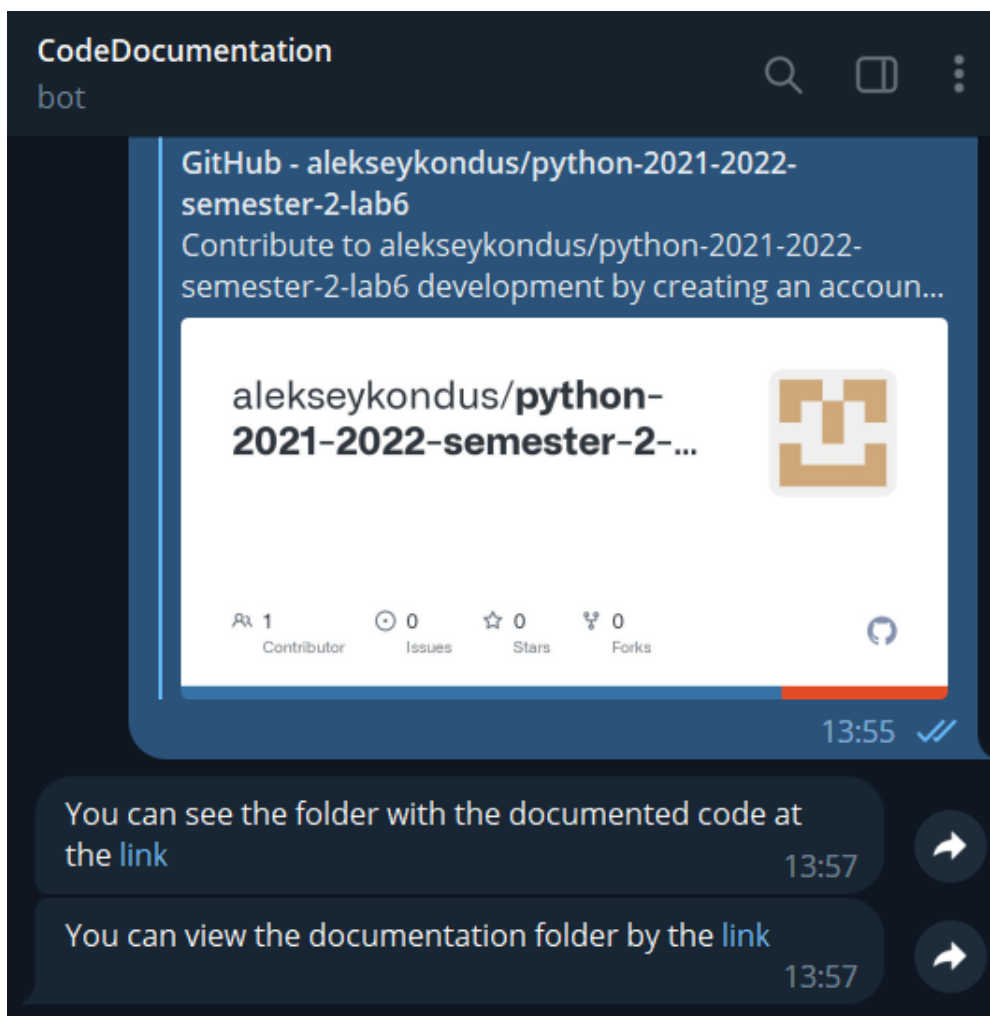 CodeDocumentation
bot
GitHub - alekseykondus/python-2021-2022-
semester-2-lab6
Contribute to alekseykondus/python-2021-2022-
semester-2-lab6 development by creating an accoun...
alekseykondus/python-
2021-2022-semester-2-...
1 0 0 0
Contributor Issues Stars Forks
13:55
You can see the folder with the documented code at
the link
13:57
You can view the documentation folder by the link
13:57